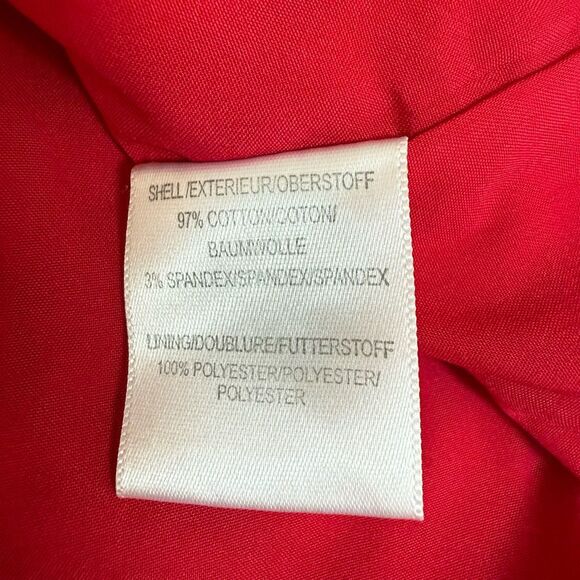 SHELL/EXTERIEUR/OBERSTOFF
97% COTTON/COTON/
BAUMWOLLE
3% SPANDEX/SPANDEX/SPANDEX
LINING/DOUBLURE/FUTTERSTOFF
100% POLYESTER/POLYESTER/
POLYESTER